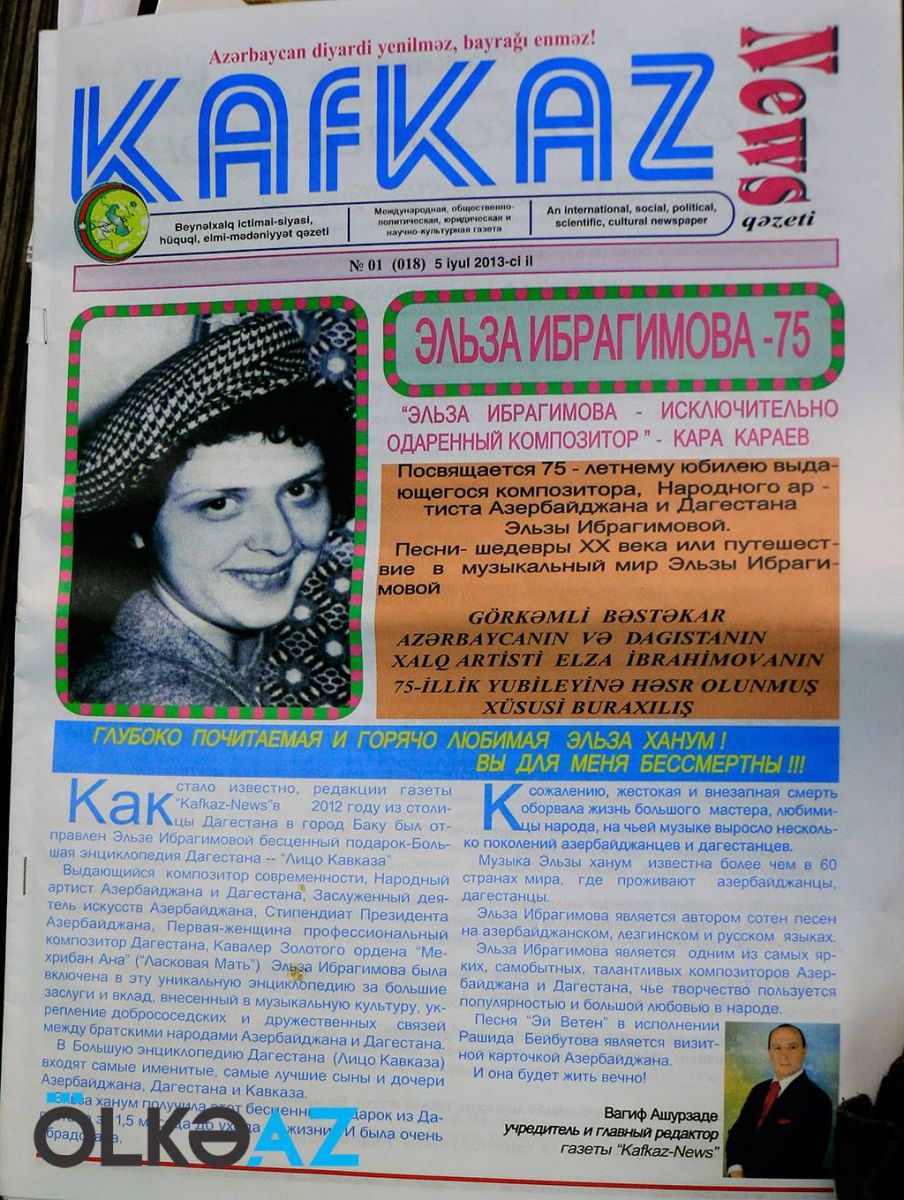 Azərbaycan diyardi yenilməz, bayrağı enməz!
KAfKAZ
News
qəzeti
Beynəlxalq ictimai-siyasi,
hüquqi, elmi-mədəniyyət qəzeti
Международная, общественно-
политическая, юридическая и
научно-культурная газета
An international, social, political,
scientific, cultural newspaper
№ 01 (018) 5 iyul 2013-ci il
ЭЛЬЗА ИБРАГИМОВА -75
"ЭЛЬЗА ИБРАГИМОВА - ИСКЛЮЧИТЕЛЬНО
ОДАРЕННЫЙ КОМПОЗИТОР" - КАРА КАРАЕВ
Посвящается 75 - летнему юбилею выда-
ющегося композитора, Народного ар -
тиста Азербайджана и Дагестана
Эльзы Ибрагимовой.
Песни- шедевры XX века или путешест-
вие в музыкальный мир Эльзы Ибраги-
мовой
GÖRKƏMLİ BƏSTƏKAR
AZƏRBAYCANIN VƏ DAGISTANIN
XALQ ARTİSTİ ELZA İBRAHİMOVANIN
75-İLLİK YUBİLEYİNƏ HƏSR OLUNMUŞ
XÜSUSİ BURAXILIŞ
ГЛУБОКО ПОЧИТАЕМАЯ И ГОРЯЧО ЛЮБИМАЯ ЭЛЬЗА ХАНУМ !
ВЫ ДЛЯ МЕНЯ БЕССМЕРТНЫ !!!
Как стало известно, редакции газеты
"Kafkaz-News"в 2012 году из столи-
цы Дагестана в город Баку был от-
правлен Эльзе Ибрагимовой бесценный подарок-Боль-
шая энциклопедия Дагестана -- "Лицо Кавказа".
Выдающийся композитор современности, Народный
артист Азербайджана и Дагестана, Заслуженный дея-
тель искусств Азербайджана, Стипендиат Президента
Азербайджана, Первая-женщина профессиональный
композитор Дагестана, Кавалер Золотого ордена "Ме-
хрибан Ана" ("Ласковая Мать") Эльза Ибрагимова была
включена в эту уникальную энциклопедию за большие
заслуги и вклад, внесенный в музыкальную культуру, ук-
репление добрососедских и дружественных связей
между братскими народами Азербайджана и Дагестана.
В Большую энциклопедию Дагестана (Лицо Кавказа)
входят самые именитые, самые лучшие сыны и дочери
Азербайджана, Дагестана и Кавказа.
ханум получила этот подарок из Да-
1,5 до жизни. И была очень
К сожалению, жестокая и внезапная смерть
оборвала жизнь большого мастера, любими-
цы народа, на чьей музыке выросло несколь-
ко поколений азербайджанцев и дагестанцев.
Музыка Эльзы ханум известна более чем в 60
странах мира, где проживают азербайджанцы,
дагестанцы.
Эльза Ибрагимова является автором сотен песен
на азербайджанском, лезгинском и русском языках.
Эльза Ибрагимова является одним из самых яр-
ких, самобытных, талантливых композиторов Азер-
байджана и Дагестана, чье творчество пользуется
популярностью и большой любовью в народе.
Песня "Эй Ветен" в исполнении
Рашида Бейбутова является визит-
ной карточкой Азербайджана.
И она будет жить вечно!
Вагиф Ашурзаде
учредитель и главный редактор
газеты "Kafkaz-News"
ÖLKƏAZ